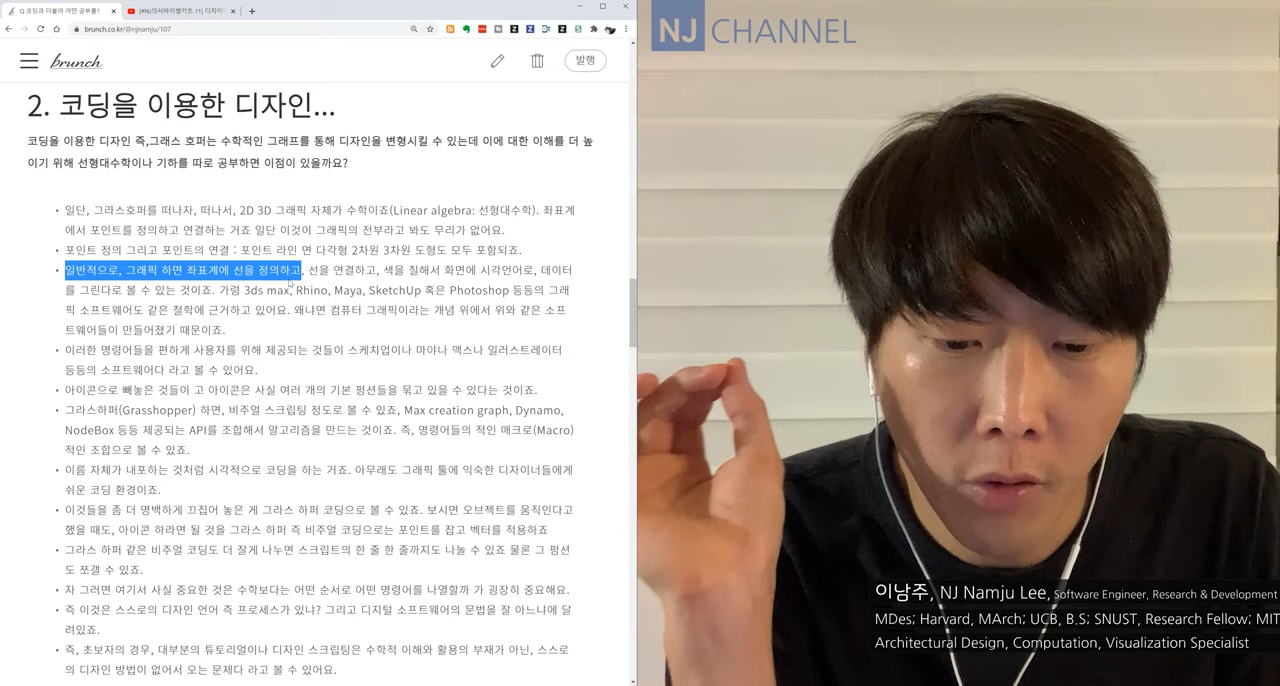 Q 코딩과 더불어 어떤 공부를?
[#NJ의서바이벌키트 11] 디자이
brunch.co.kr/@njnamju/107
brunch
발행
2. 코딩을 이용한 디자인...
코딩을 이용한 디자인 즉,그래스 호퍼는 수학적인 그래프를 통해 디자인을 변형시킬 수 있는데 이에 대한 이해를 더 높
이기 위해 선형대수학이나 기하를 따로 공부하면 이점이 있을까요?
• 일단, 그라스호퍼를 떠나자, 떠나서, 2D 3D 그래픽 자체가 수학이죠(Linear algebra: 선형대수학). 좌표계
에서 포인트를 정의하고 연결하는 거죠 일단 이것이 그래픽의 전부라고 봐도 무리가 없어요.
• 포인트 정의 그리고 포인트의 연결 : 포인트 라인 면 다각형 2차원 3차원 도형도 모두 포함되죠.
• 일반적으로, 그래픽 하면 좌표계에 선을 정의하고, 선을 연결하고, 색을 칠해서 화면에 시각언어로, 데이터
를 그린다로 볼 수 있는 것이죠. 가령 3ds max, Rhino, Maya, SketchUp 혹은 Photoshop 등등의 그래
픽 소프트웨어도 같은 철학에 근거하고 있어요. 왜냐면 컴퓨터 그래픽이라는 개념 위에서 위와 같은 소프
트웨어들이 만들어졌기 때문이죠.
• 이러한 명령어들을 편하게 사용자를 위해 제공되는 것들이 스케치업이나 마야나 맥스나 일러스트레이터
등등의 소프트웨어다 라고 볼 수 있어요.
• 아이콘으로 빼놓은 것들이 고 아이콘은 사실 여러 개의 기본 펑션들을 묶고 있을 수 있다는 것이죠.
• 그라스하퍼(Grasshopper) 하면, 비주얼 스크립팅 정도로 볼 수 있죠, Max creation graph, Dynamo,
NodeBox 등등 제공되는 API를 조합해서 알고리즘을 만드는 것이죠. 즉, 명령어들의 적인 매크로(Macro)
적인 조합으로 볼 수 있죠.
• 이름 자체가 내포하는 것처럼 시각적으로 코딩을 하는 거죠. 아무래도 그래픽 툴에 익숙한 디자이너들에게
쉬운 코딩 환경이죠.
• 이것들을 좀 더 명백하게 끄집어 놓은 게 그라스 하퍼 코딩으로 볼 수 있죠. 보시면 오브젝트를 움직인다고
했을 때도, 아이콘 하라면 될 것을 그라스 하퍼 즉 비주얼 코딩으로는 포인트를 잡고 벡터를 적용하죠
• 그라스 하퍼 같은 비주얼 코딩도 더 잘게 나누면 스크립트의 한 줄 한 줄까지도 나눌 수 있죠 물론 그 펑션
도 쪼갤 수 있죠.
• 자 그러면 여기서 사실 중요한 것은 수학보다는 어떤 순서로 어떤 명령어를 나열할까 가 굉장히 중요해요.
• 즉 이것은 스스로의 디자인 언어 즉 프로세스가 있나? 그리고 디지털 소프트웨어의 문법을 잘 아느냐에 달
려있죠.
• 즉, 초보자의 경우, 대부분의 튜토리얼이나 디자인 스크립팅은 수학적 이해와 활용의 부재가 아닌, 스스로
의 디자인 방법이 없어서 오는 문제다 라고 볼 수 있어요.
NJ CHANNEL
이남주, NJ Namju Lee, Software Engineer, Research & Development
MDes; Harvard, MArch; UCB, B.S; SNUST, Research Fellow; MIT
Architectural Design, Computation, Visualization Specialist